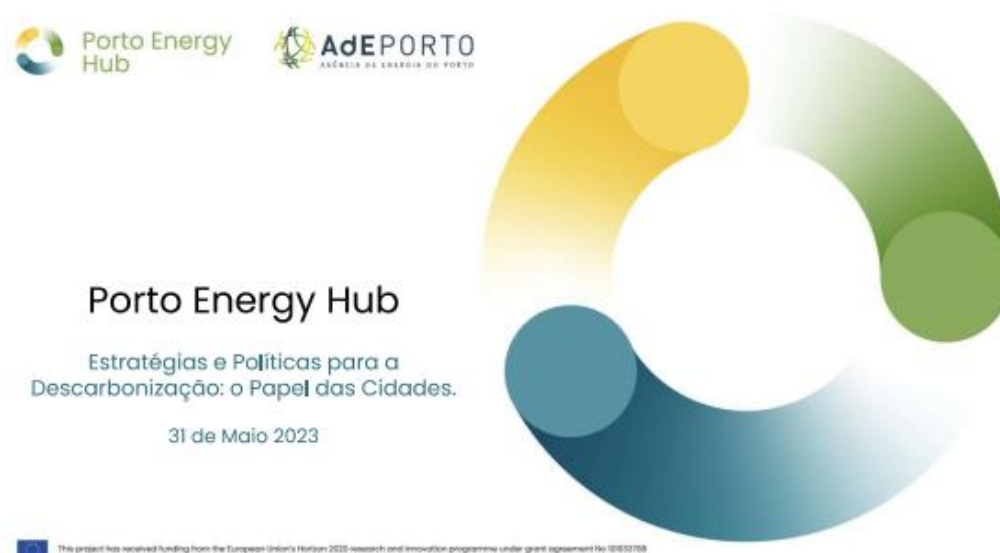 Porto Energy
Hub
AdEPORTO
AGÊNCIA DE ENERGIA DO PORTO
Porto Energy Hub
Estratégias e Políticas para a
Descarbonização: o Papel das Cidades.
31 de Maio 2023
This project has received funding from the European Union's Horizon 2020 research and innovation programme under grant agreement No